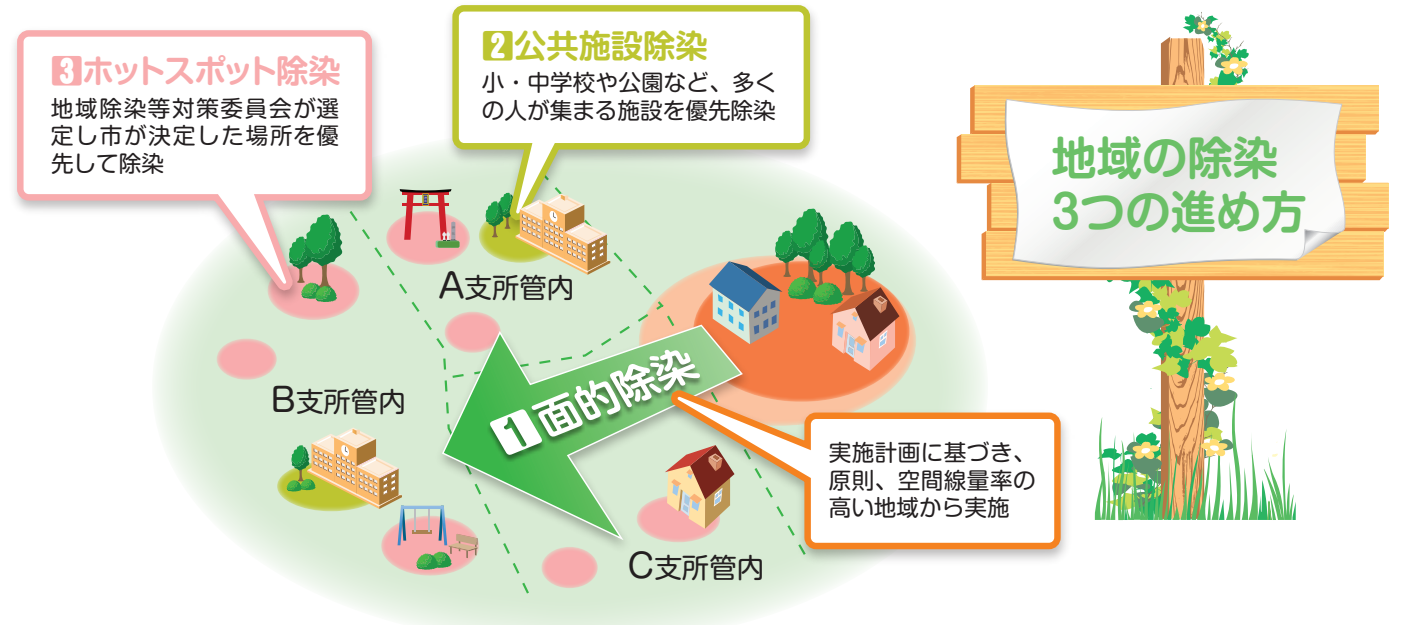 地域の除染
3つの進め方
1面的除染
実施計画に基づき、
原則、空間線量率の
高い地域から実施
2公共施設除染
小・中学校や公園など、多く
の人が集まる施設を優先除染
3ホットスポット除染
地域除染等対策委員会が選
定し市が決定した場所を優
先して除染
A支所管内
B支所管内
C支所管内